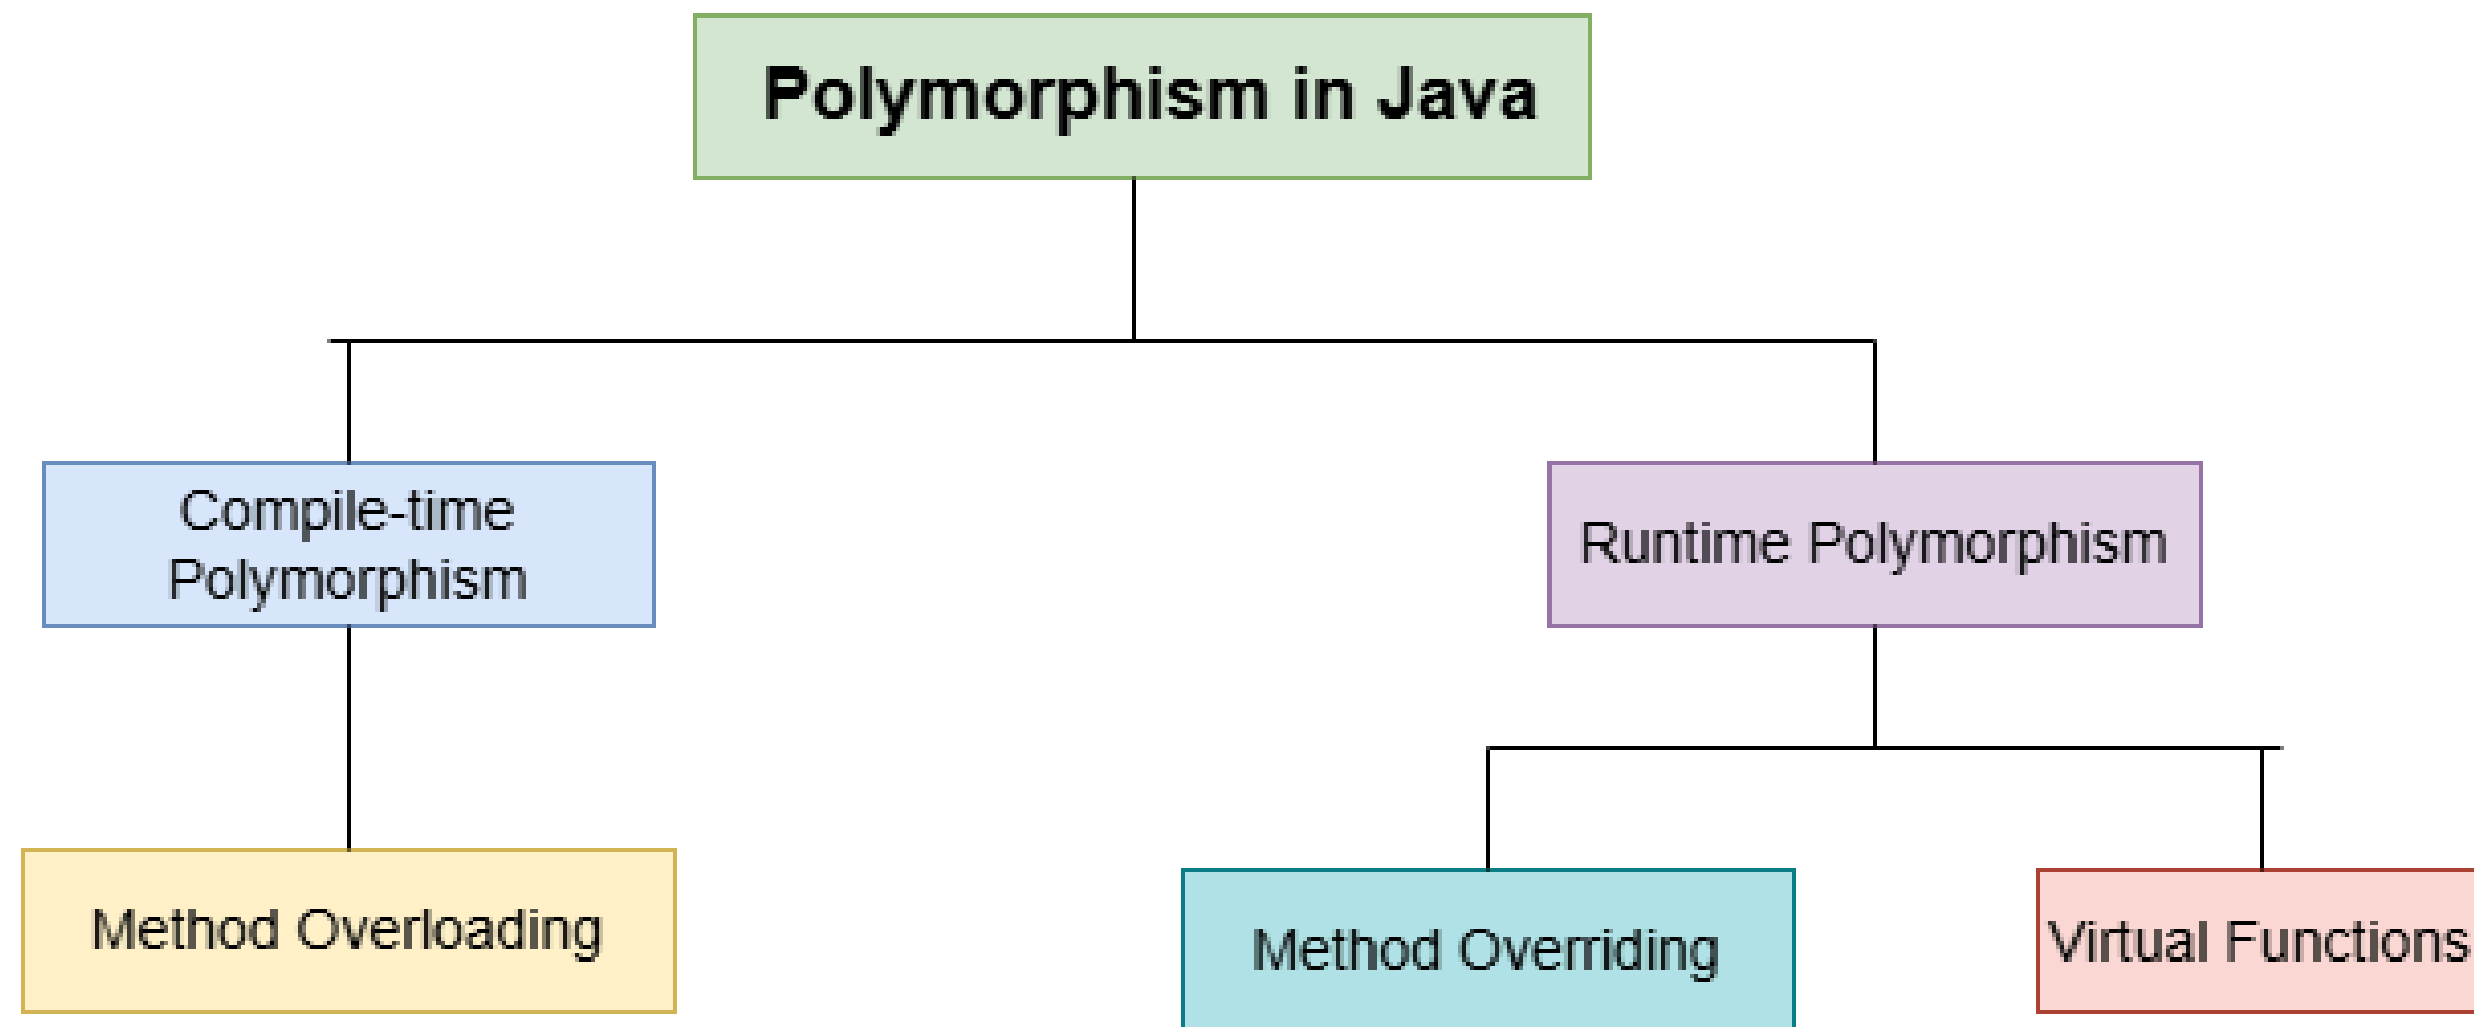 Polymorphism in Java
Compile-time
Polymorphism
Runtime Polymorphism
Method Overloading
Method Overriding
Virtual Functions